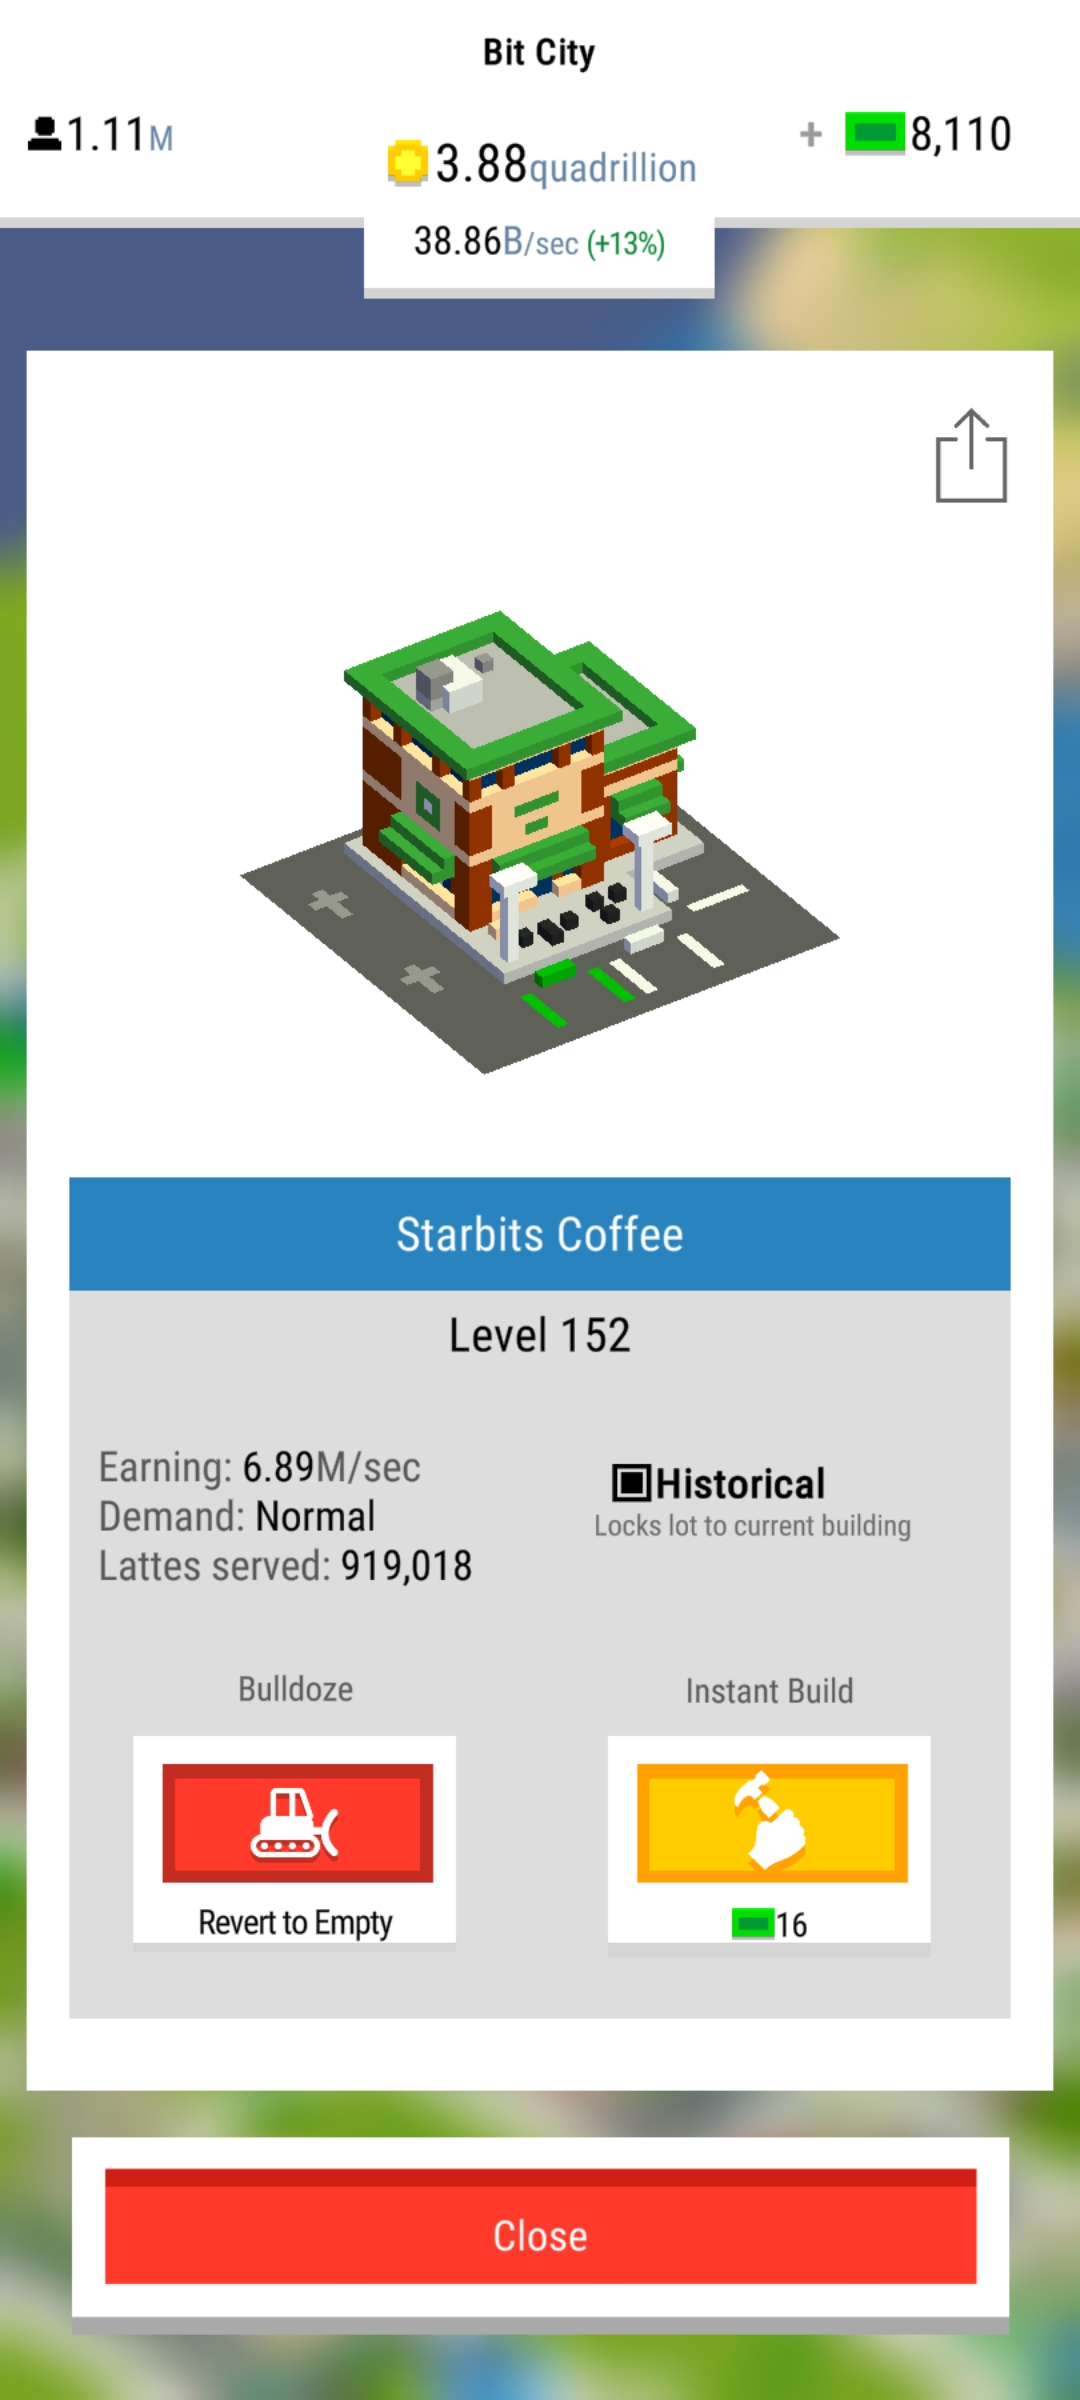 Bit City
1.11M
3.88quadrillion
+ 8,110
38.86B/sec (+13%)
Starbits Coffee
Level 152
Earning: 6.89M/sec
Demand: Normal
Lattes served: 919,018
Historical
Locks lot to current building
Bulldoze
Revert to Empty
Instant Build
16
Close